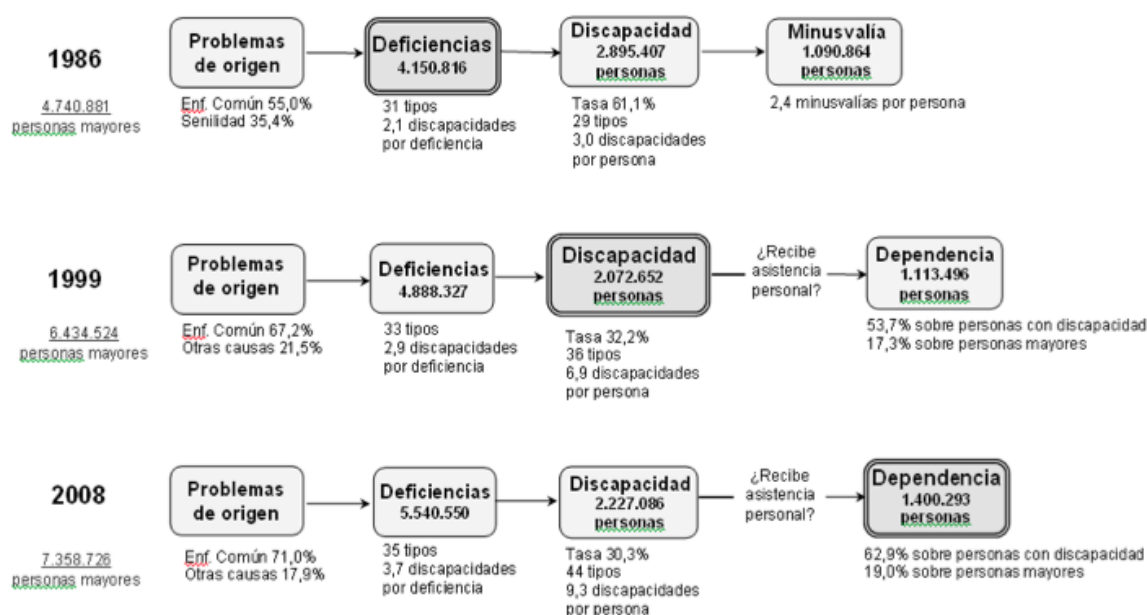 1986
4.740.881
personas mayores
Problemas
de origen
Enf. Común 55,0%
Senilidad 35,4%
Deficiencias
4.150.816
31 tipos
2,1 discapacidades
por deficiencia
Discapacidad
2.895.407
personas
Tasa 61,1%
29 tipos
3,0 discapacidades
por persona
Minusvalía
1.090.864
personas
2,4 minusvalías por persona
1999
6.434.524
personas mayores
Problemas
de origen
Enf. Común 67,2%
Otras causas 21,5%
Deficiencias
4.888.327
33 tipos
2,9 discapacidades
por deficiencia
Discapacidad
2.072.652
personas
Tasa 32,2%
36 tipos
6,9 discapacidades
por persona
¿Recibe
asistencia
personal?
Dependencia
1.113.496
personas
53,7% sobre personas con discapacidad
17,3% sobre personas mayores
2008
7.358.726
personas mayores
Problemas
de origen
Enf. Común 71,0%
Otras causas 17,9%
Deficiencias
5.540.550
35 tipos
3,7 discapacidades
por deficiencia
Discapacidad
2.227.086
personas
Tasa 30,3%
44 tipos
9,3 discapacidades
por persona
¿Recibe
asistencia
personal?
Dependencia
1.400.293
personas
62,9% sobre personas con discapacidad
19,0% sobre personas mayores